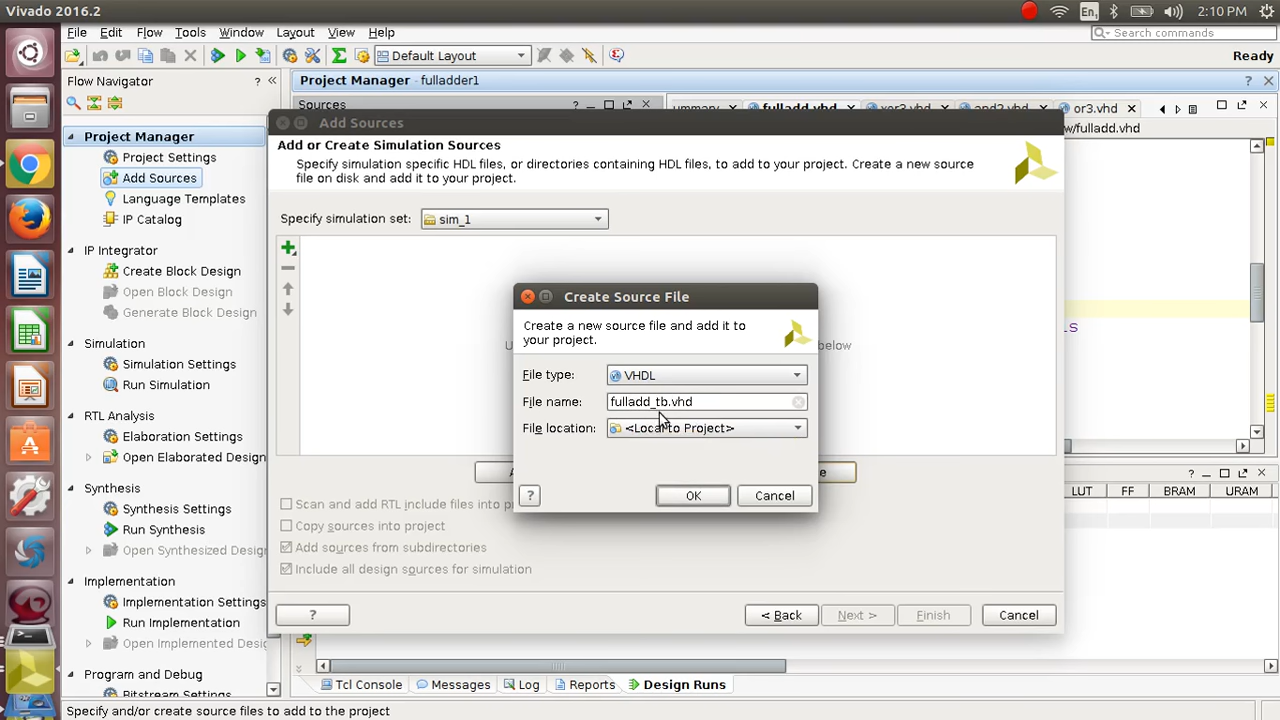 Vivado 2016.2
En
2:10 PM
File Edit Flow Tools Window Layout View Help
Search commands
Default Layout
Ready
Flow Navigator
? «
Project Manager - fulladder1
Sources
ummary
fulladd.vhd
xor3.vhd
and2.vhd
or3.vhd
w/fulladd.vhd
Project Manager
Project Settings
Add Sources
Language Templates
IP Catalog
IP Integrator
Create Block Design
Open Block Design
Generate Block Design
Simulation
Simulation Settings
Run Simulation
RTL Analysis
Elaboration Settings
Open Elaborated Design
Synthesis
Synthesis Settings
Run Synthesis
Open Synthesized Design
Implementation
Implementation Settings
Run Implementation
Open Implemented Desig
Program and Debug
Bitstream Settings
Add Sources
Add or Create Simulation Sources
Specify simulation specific HDL files, or directories containing HDL files, to add to your project. Create a new source
file on disk and add it to your project.
Specify simulation set: sim_1
below
Create Source File
Create a new source file and add it to
your project.
File type: VHDL
File name: fulladd_tb.vhd
File location: <Local to Project>
? OK Cancel
Scan and add RTL include files into pr
Copy sources into project
Add sources from subdirectories
Include all design sources for simulation
? < Back Next > Finish Cancel
ls
LUT FF BRAM URAM
Tcl Console Messages Log Reports Design Runs
Specify and/or create source files to add to the project